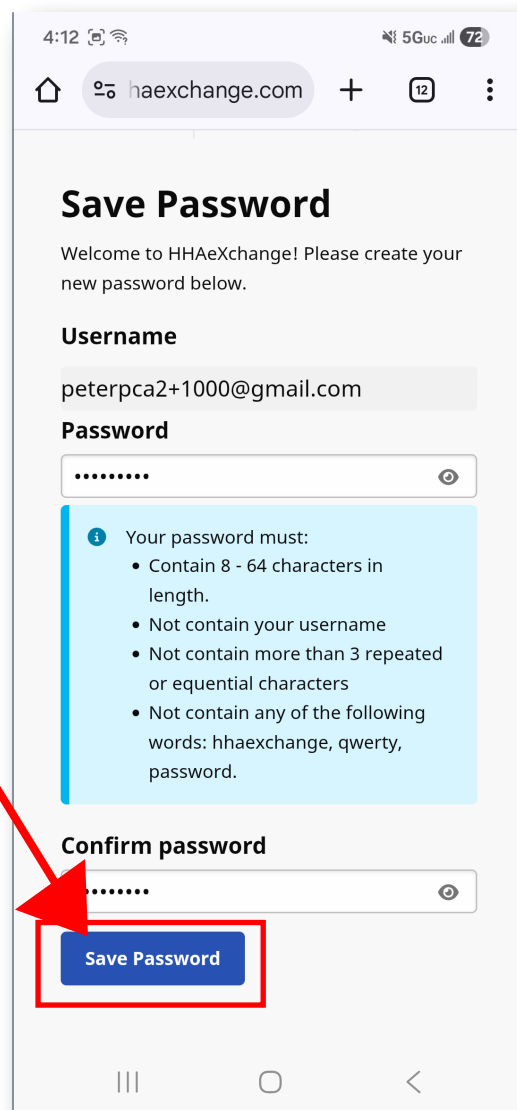 4:12 5GUC 72
haexchange.com 12
Save Password
Welcome to HHAeXchange! Please create your
new password below.
Username
peterpca2+1000@gmail.com
Password
•••••••••
Your password must:
• Contain 8 - 64 characters in
length.
• Not contain your username
• Not contain more than 3 repeated
or equential characters
• Not contain any of the following
words: hhaexchange, qwerty,
password.
Confirm password
Save Password